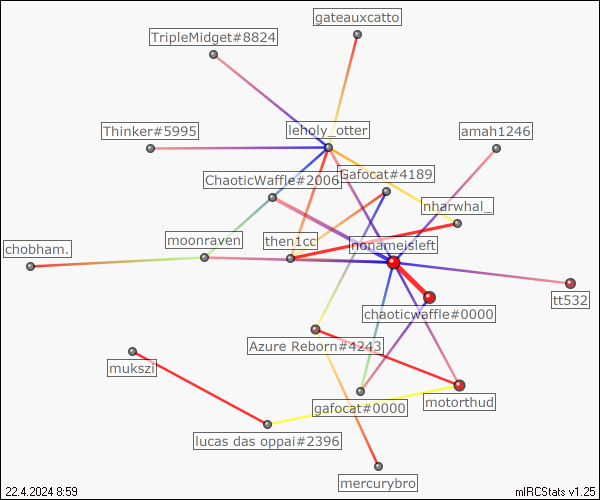 gateauxcatto
TripleMidget#8824
Thinker#5995
leholy_otter
amah1246
Gafocat#4189
ChaoticWaffle#2006
nharwhal_
moonraven
then1cc
nonameisleft
chobham.
tt532
chaoticwaffle#0000
Azure Reborn#4243
mukszi
gafocat#0000
motorthud
lucas das oppai#2396
mercurybro
22.4.2024 8:59
mIRCStats v1.25